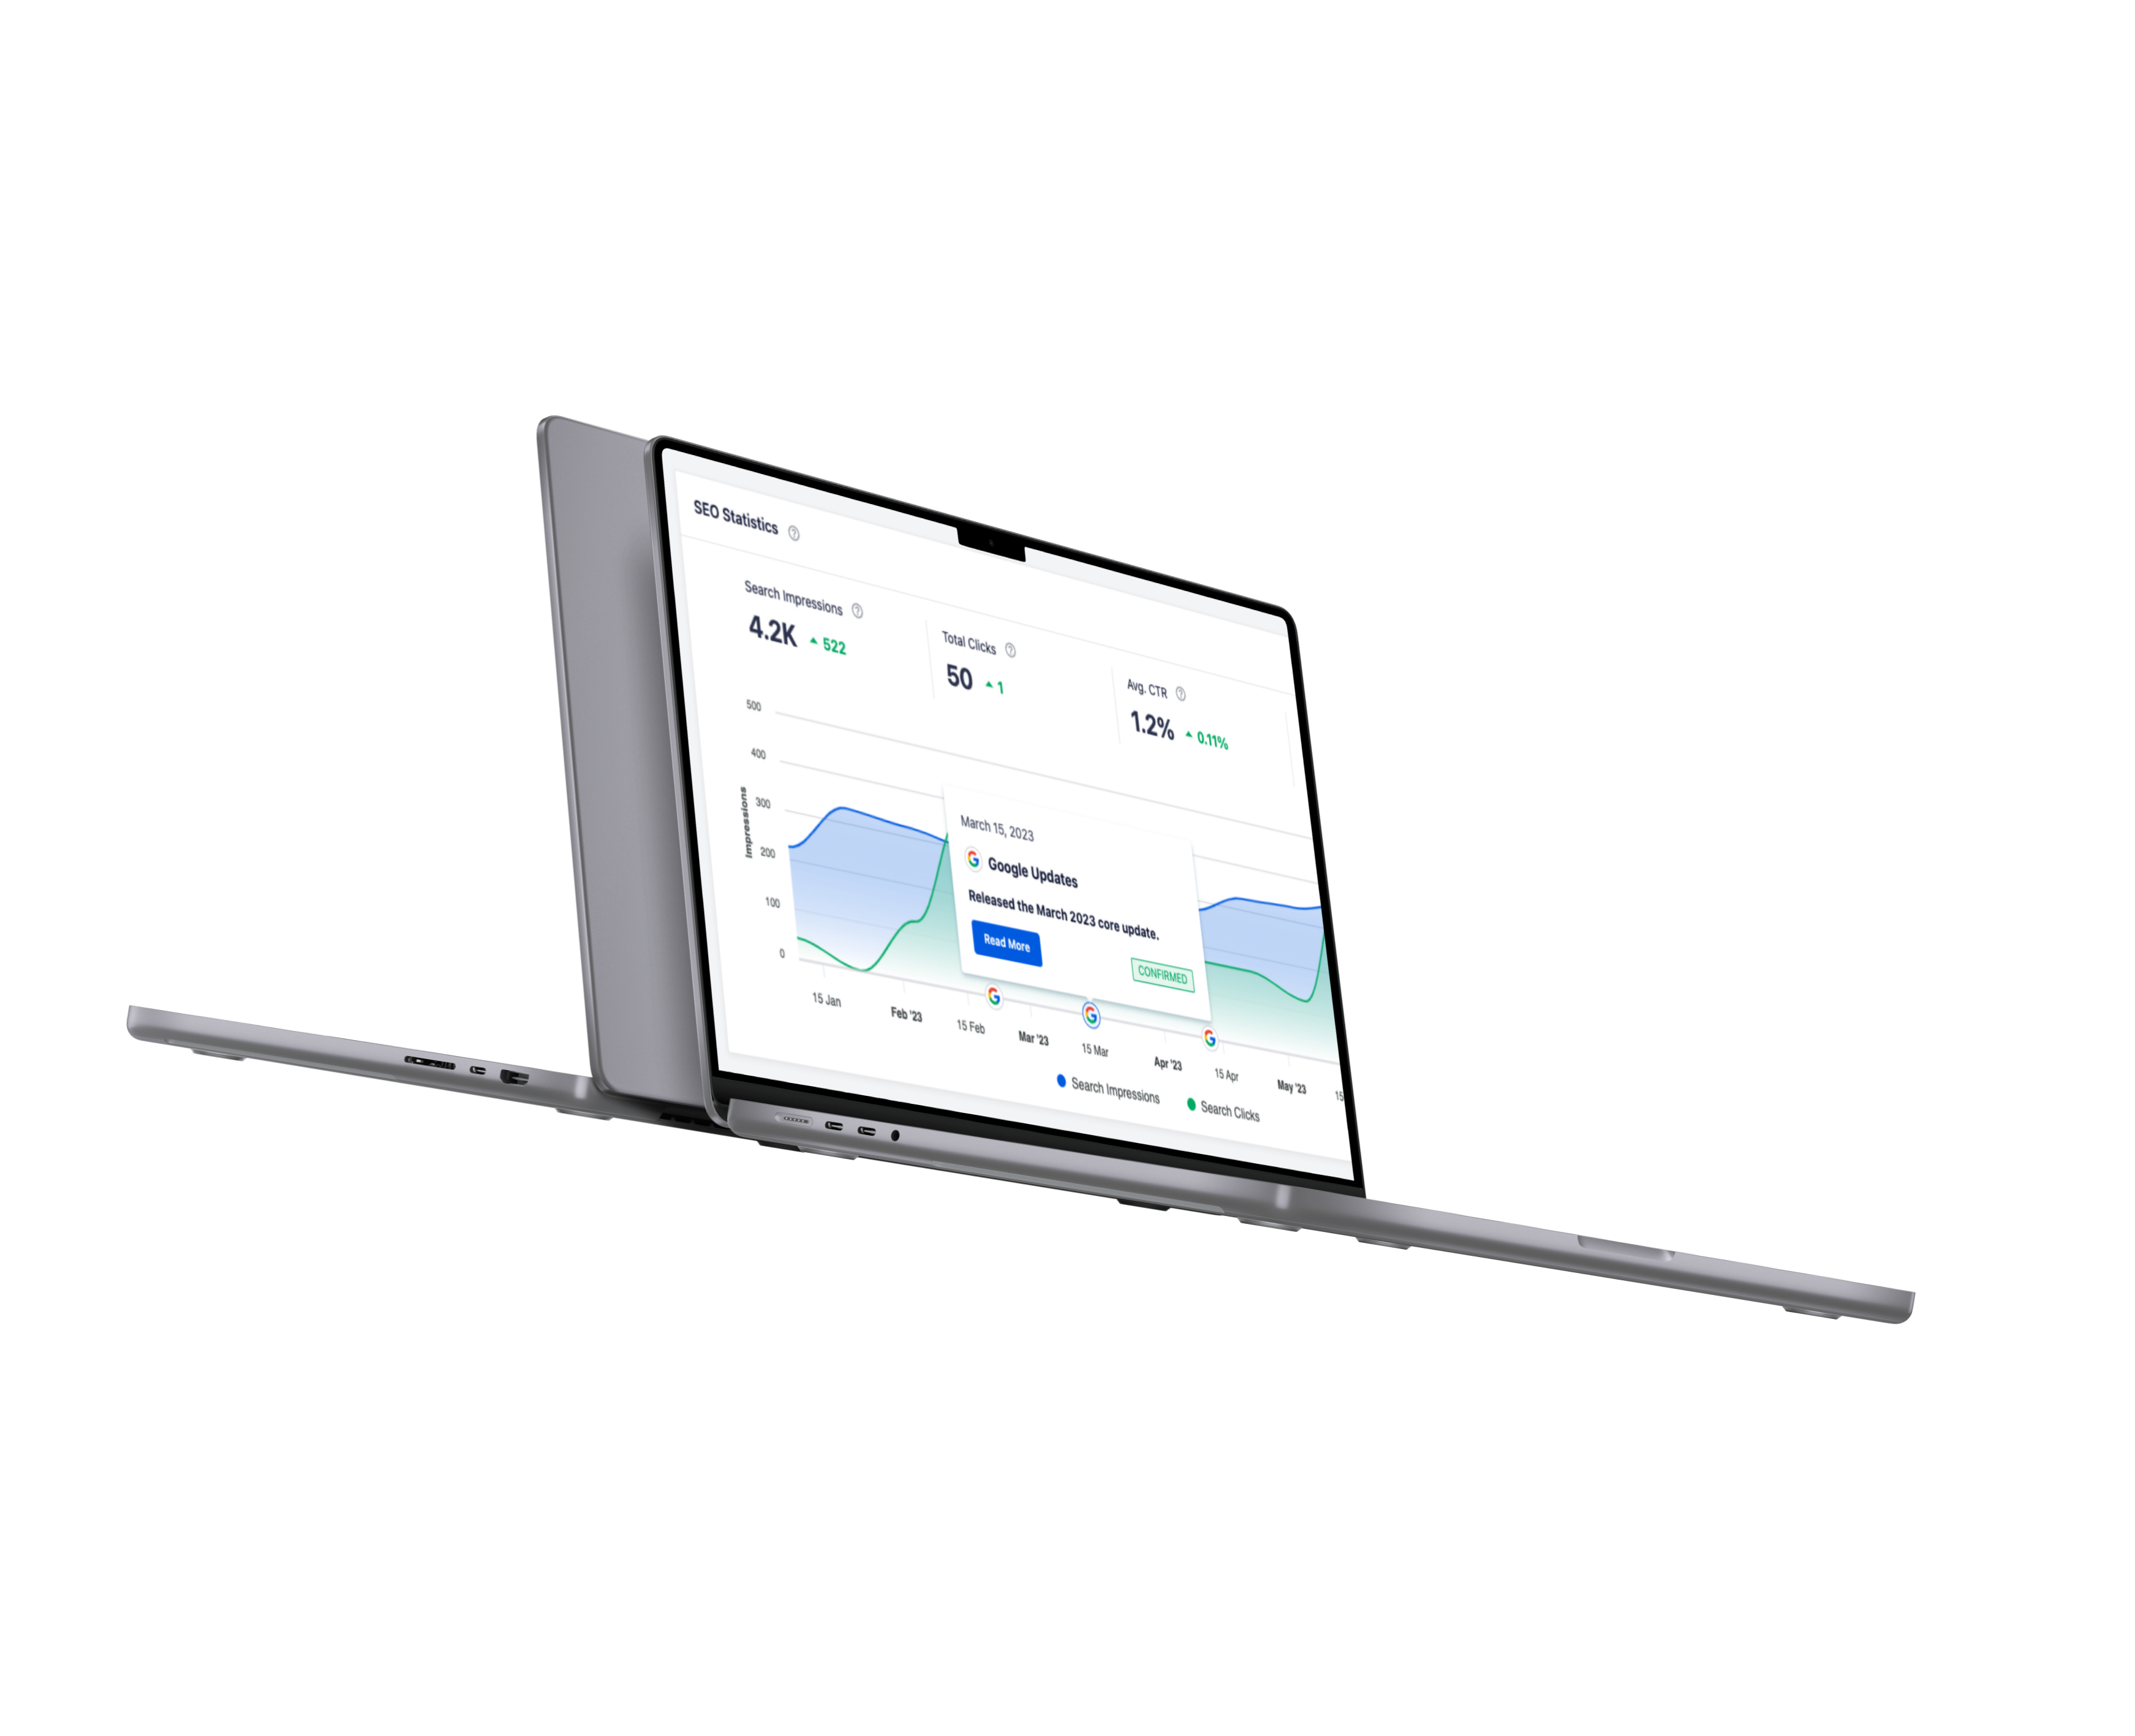 SEO Statistics
Search Impressions
4.2K 522
Total Clicks
50 1
Avg. CTR
1.2% 0.11%
500
400
300
200
100
0
Impressions
March 15, 2023
Google Updates
Released the March 2023 core update.
Read More
CONFIRMED
15 Jan
Feb '23
15 Feb
Mar '23
15 Mar
Apr '23
15 Apr
May '23
15
Search Impressions
Search Clicks